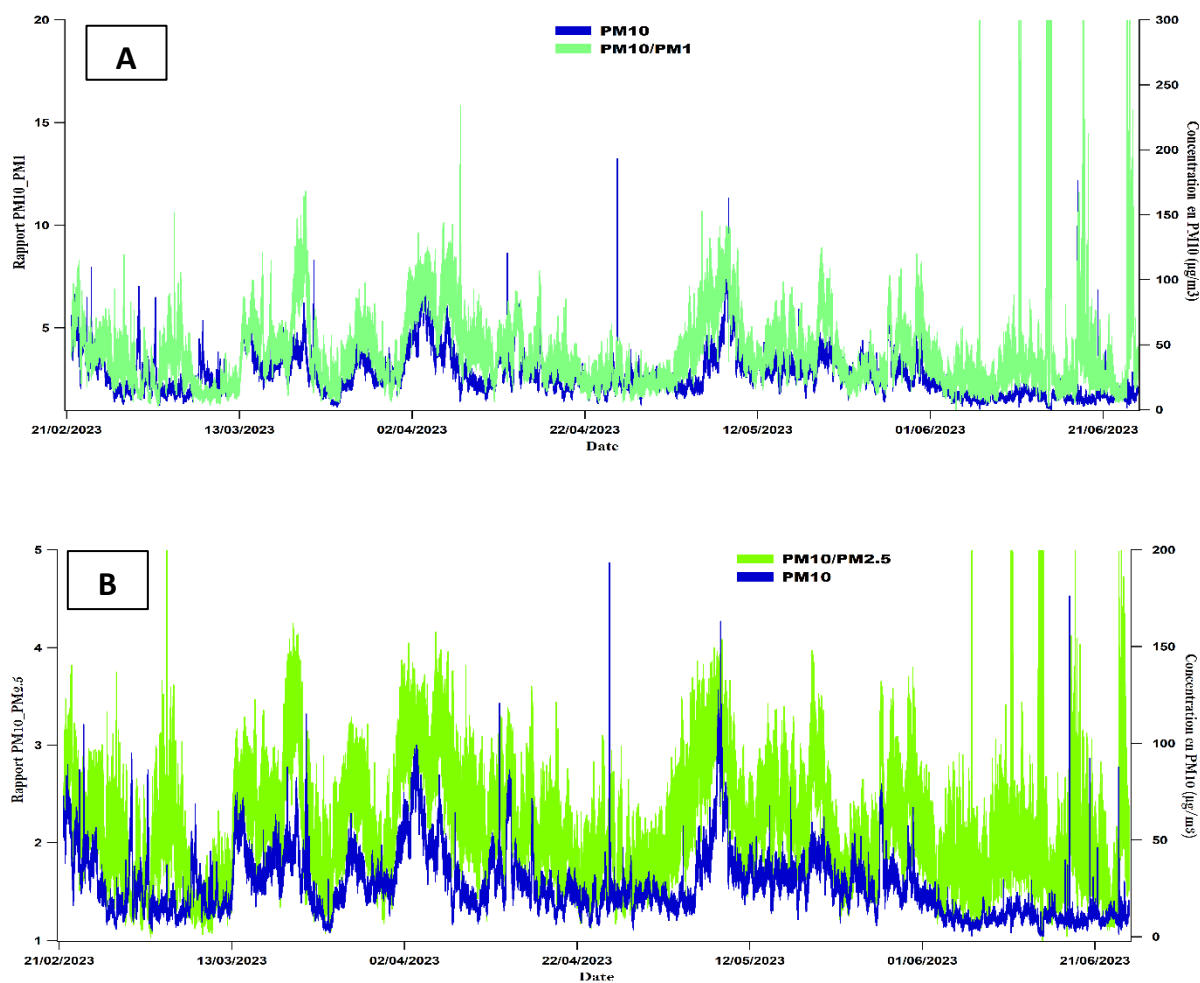 A
PM10
PM10/PM1
20
15
10
5
300
250
200
150
100
50
0
Rapport PM10_PM1
Concentration en PM10 (µg/m3)
21/02/2023 13/03/2023 02/04/2023 22/04/2023 12/05/2023 01/06/2023 21/06/2023
Date
B
PM10/PM2.5
PM10
5
4
3
2
1
200
150
100
50
0
Rapport PM10_PM2.5
Concentration en PM10 (µg/m3)
21/02/2023 13/03/2023 02/04/2023 22/04/2023 12/05/2023 01/06/2023 21/06/2023
Date